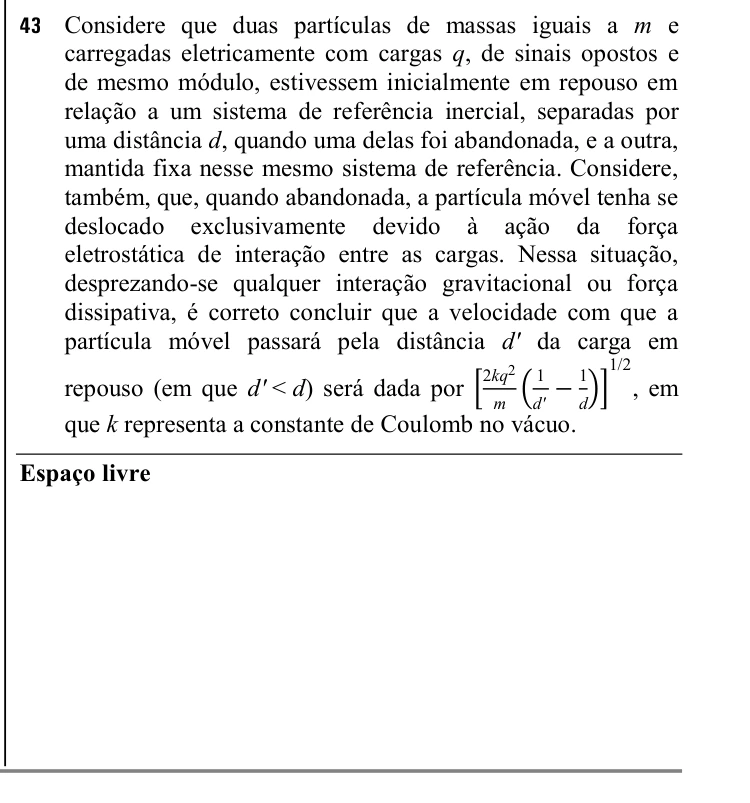 43 Considere que duas partículas de massas iguais a m e
carregadas eletricamente com cargas q, de sinais opostos e
de mesmo módulo, estivessem inicialmente em repouso em
relação a um sistema de referência inercial, separadas por
uma distância d, quando uma delas foi abandonada, e a outra,
mantida fixa nesse mesmo sistema de referência. Considere,
também, que, quando abandonada, a partícula móvel tenha se
deslocado exclusivamente devido à ação da força
eletrostática de interação entre as cargas. Nessa situação,
desprezando-se qualquer interação gravitacional ou força
dissipativa, é correto concluir que a velocidade com que a
partícula móvel passará pela distância d′ da carga em
repouso (em que d′ < d) será dada por [2kq²/m (1/d′ − 1/d)]^1/2, em
que k representa a constante de Coulomb no vácuo.
Espaço livre